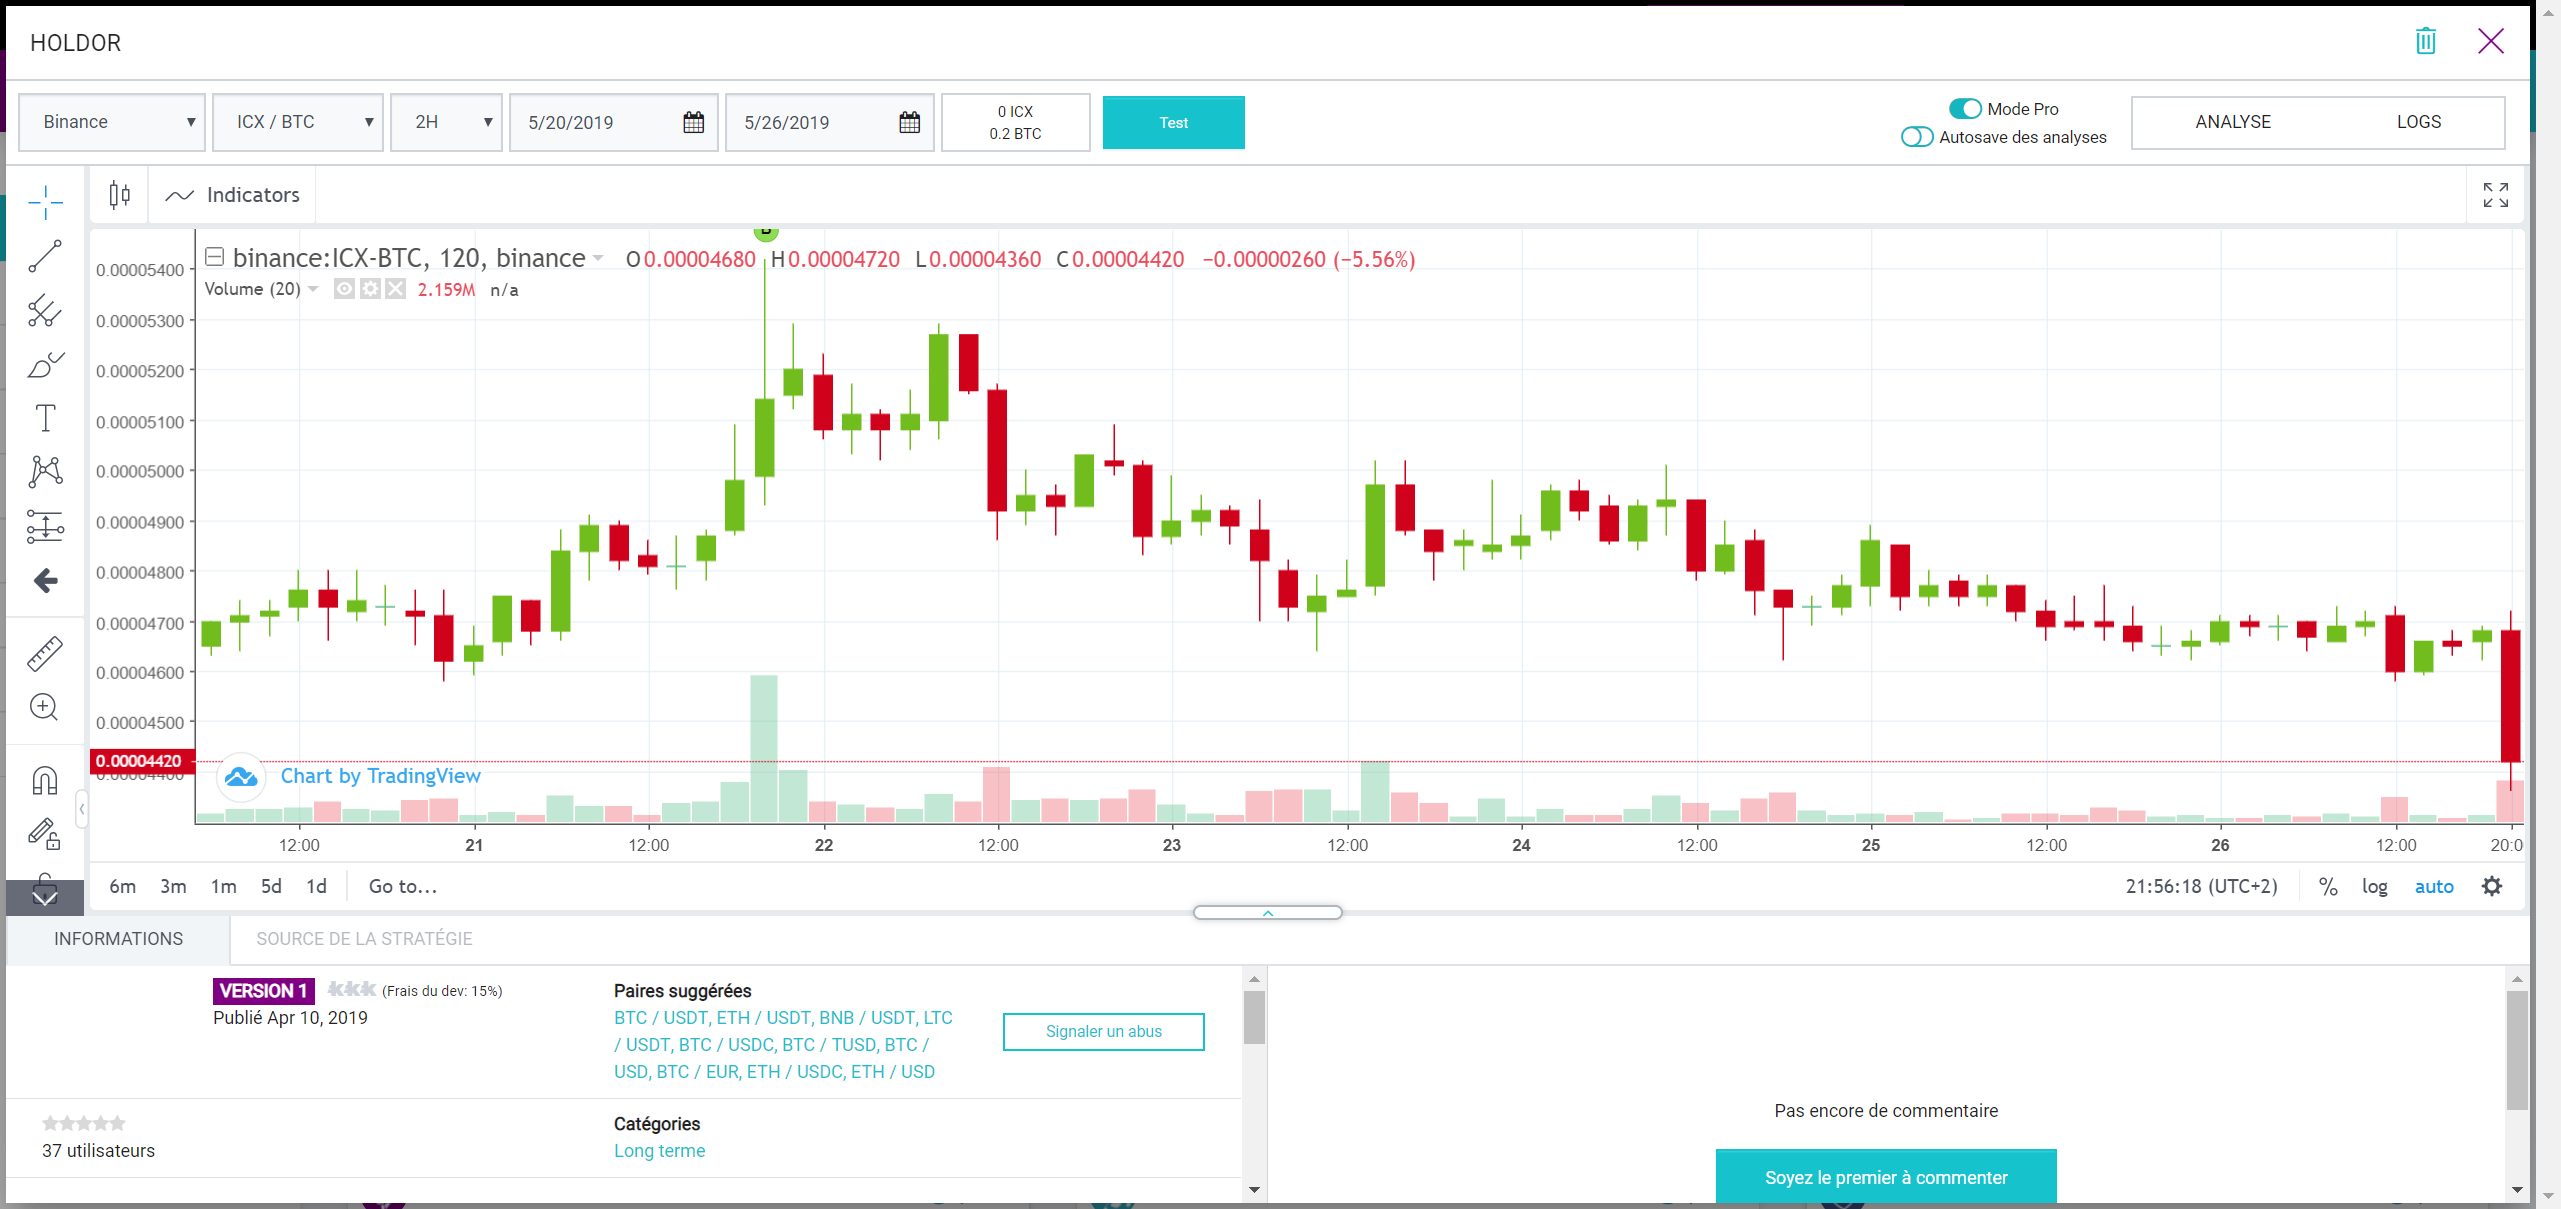 HOLDOR
Binance ICX / BTC 2H 5/20/2019 5/26/2019 0 ICX Test Mode Pro ANALYSE LOGS
0.2 BTC Autosave des analyses
Indicators
binance:ICX-BTC, 120, binance O0.00004680 H0.00004720 L0.00004360 C0.00004420 −0.00000260 (−5.56%)
Volume (20) 2.159M n/a
0.00005400
0.00005300
0.00005200
0.00005100
0.00005000
0.00004900
0.00004800
0.00004700
0.00004600
0.00004500
0.00004420
0.00004400
Chart by TradingView
12:00 21 12:00 22 12:00 23 12:00 24 12:00 25 12:00 26 12:00 20:0
6m 3m 1m 5d 1d Go to... 21:56:18 (UTC+2) % log auto
INFORMATIONS SOURCE DE LA STRATÉGIE
VERSION 1 (Frais du dev: 15%)
Publié Apr 10, 2019
Paires suggérées
BTC / USDT, ETH / USDT, BNB / USDT, LTC
/ USDT, BTC / USDC, BTC / TUSD, BTC /
USD, BTC / EUR, ETH / USDC, ETH / USD
Signaler un abus
37 utilisateurs
Catégories
Long terme
Pas encore de commentaire
Soyez le premier à commenter